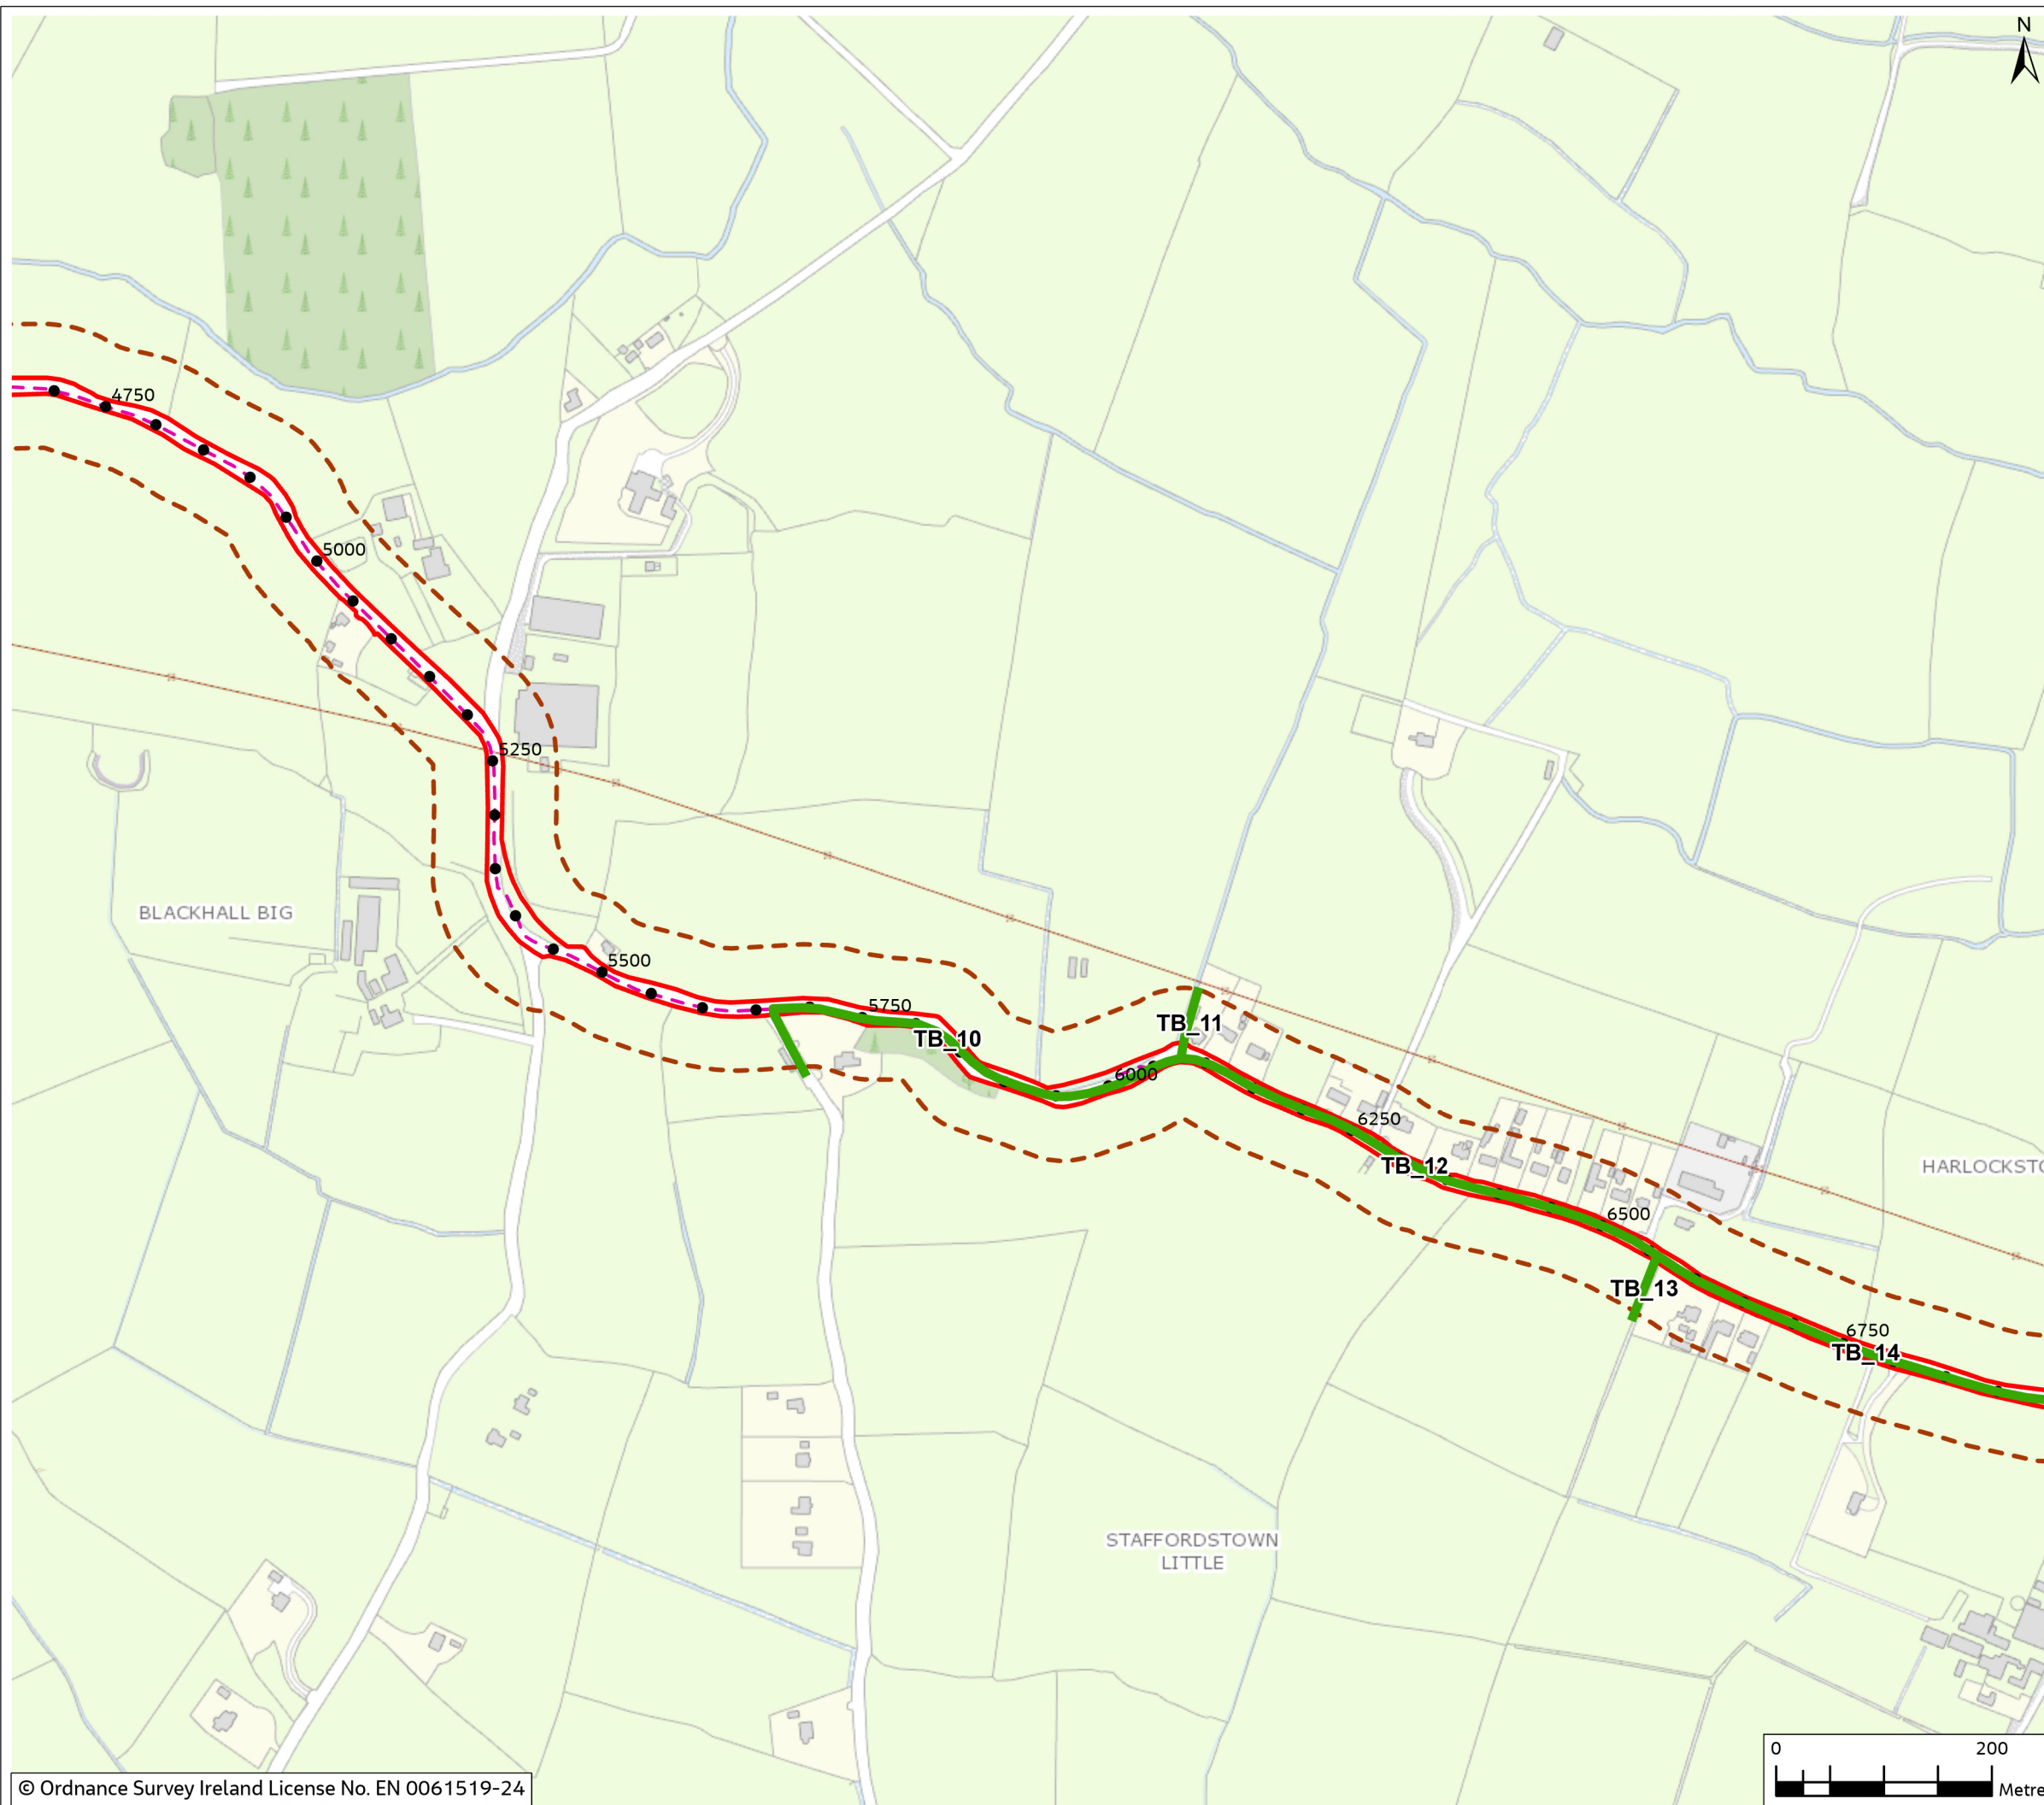 N
4750
5000
5250
BLACKHALL BIG
5500
5750
TB_10
TB_11
6000
6250
TB_12
HARLOCKSTO
6500
TB_13
6750
TB_14
STAFFORDSTOWN
LITTLE
0 200
Metre
© Ordnance Survey Ireland License No. EN 0061519-24